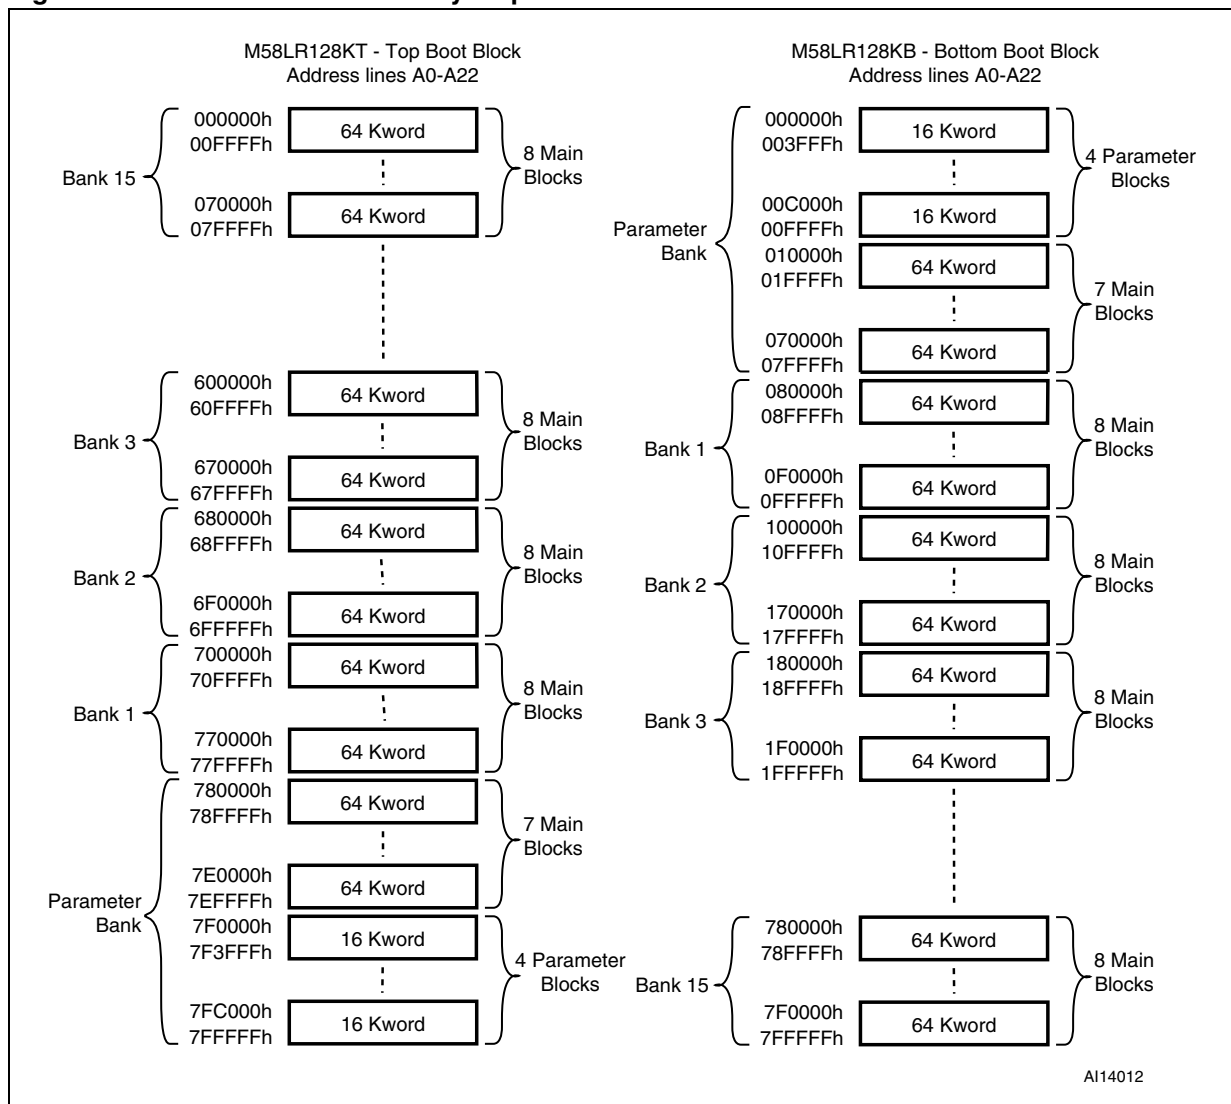 M58LR128KT - Top Boot Block
Address lines A0-A22
000000h
00FFFFh
64 Kword
Bank 15
8 Main
Blocks
070000h
07FFFFh
64 Kword
600000h
60FFFFh
64 Kword
Bank 3
8 Main
Blocks
670000h
67FFFFh
64 Kword
680000h
68FFFFh
64 Kword
Bank 2
8 Main
Blocks
6F0000h
6FFFFFh
64 Kword
700000h
70FFFFh
64 Kword
Bank 1
8 Main
Blocks
770000h
77FFFFh
64 Kword
780000h
78FFFFh
64 Kword
7 Main
Blocks
7E0000h
7EFFFFh
64 Kword
Parameter
Bank
7F0000h
7F3FFFh
16 Kword
4 Parameter
Blocks
7FC000h
7FFFFFh
16 Kword
M58LR128KB - Bottom Boot Block
Address lines A0-A22
000000h
003FFFh
16 Kword
4 Parameter
Blocks
00C000h
00FFFFh
16 Kword
Parameter
Bank
010000h
01FFFFh
64 Kword
7 Main
Blocks
070000h
07FFFFh
64 Kword
080000h
08FFFFh
64 Kword
Bank 1
8 Main
Blocks
0F0000h
0FFFFFh
64 Kword
100000h
10FFFFh
64 Kword
Bank 2
8 Main
Blocks
170000h
17FFFFh
64 Kword
180000h
18FFFFh
64 Kword
Bank 3
8 Main
Blocks
1F0000h
1FFFFFh
64 Kword
780000h
78FFFFh
64 Kword
Bank 15
8 Main
Blocks
7F0000h
7FFFFFh
64 Kword
AI14012